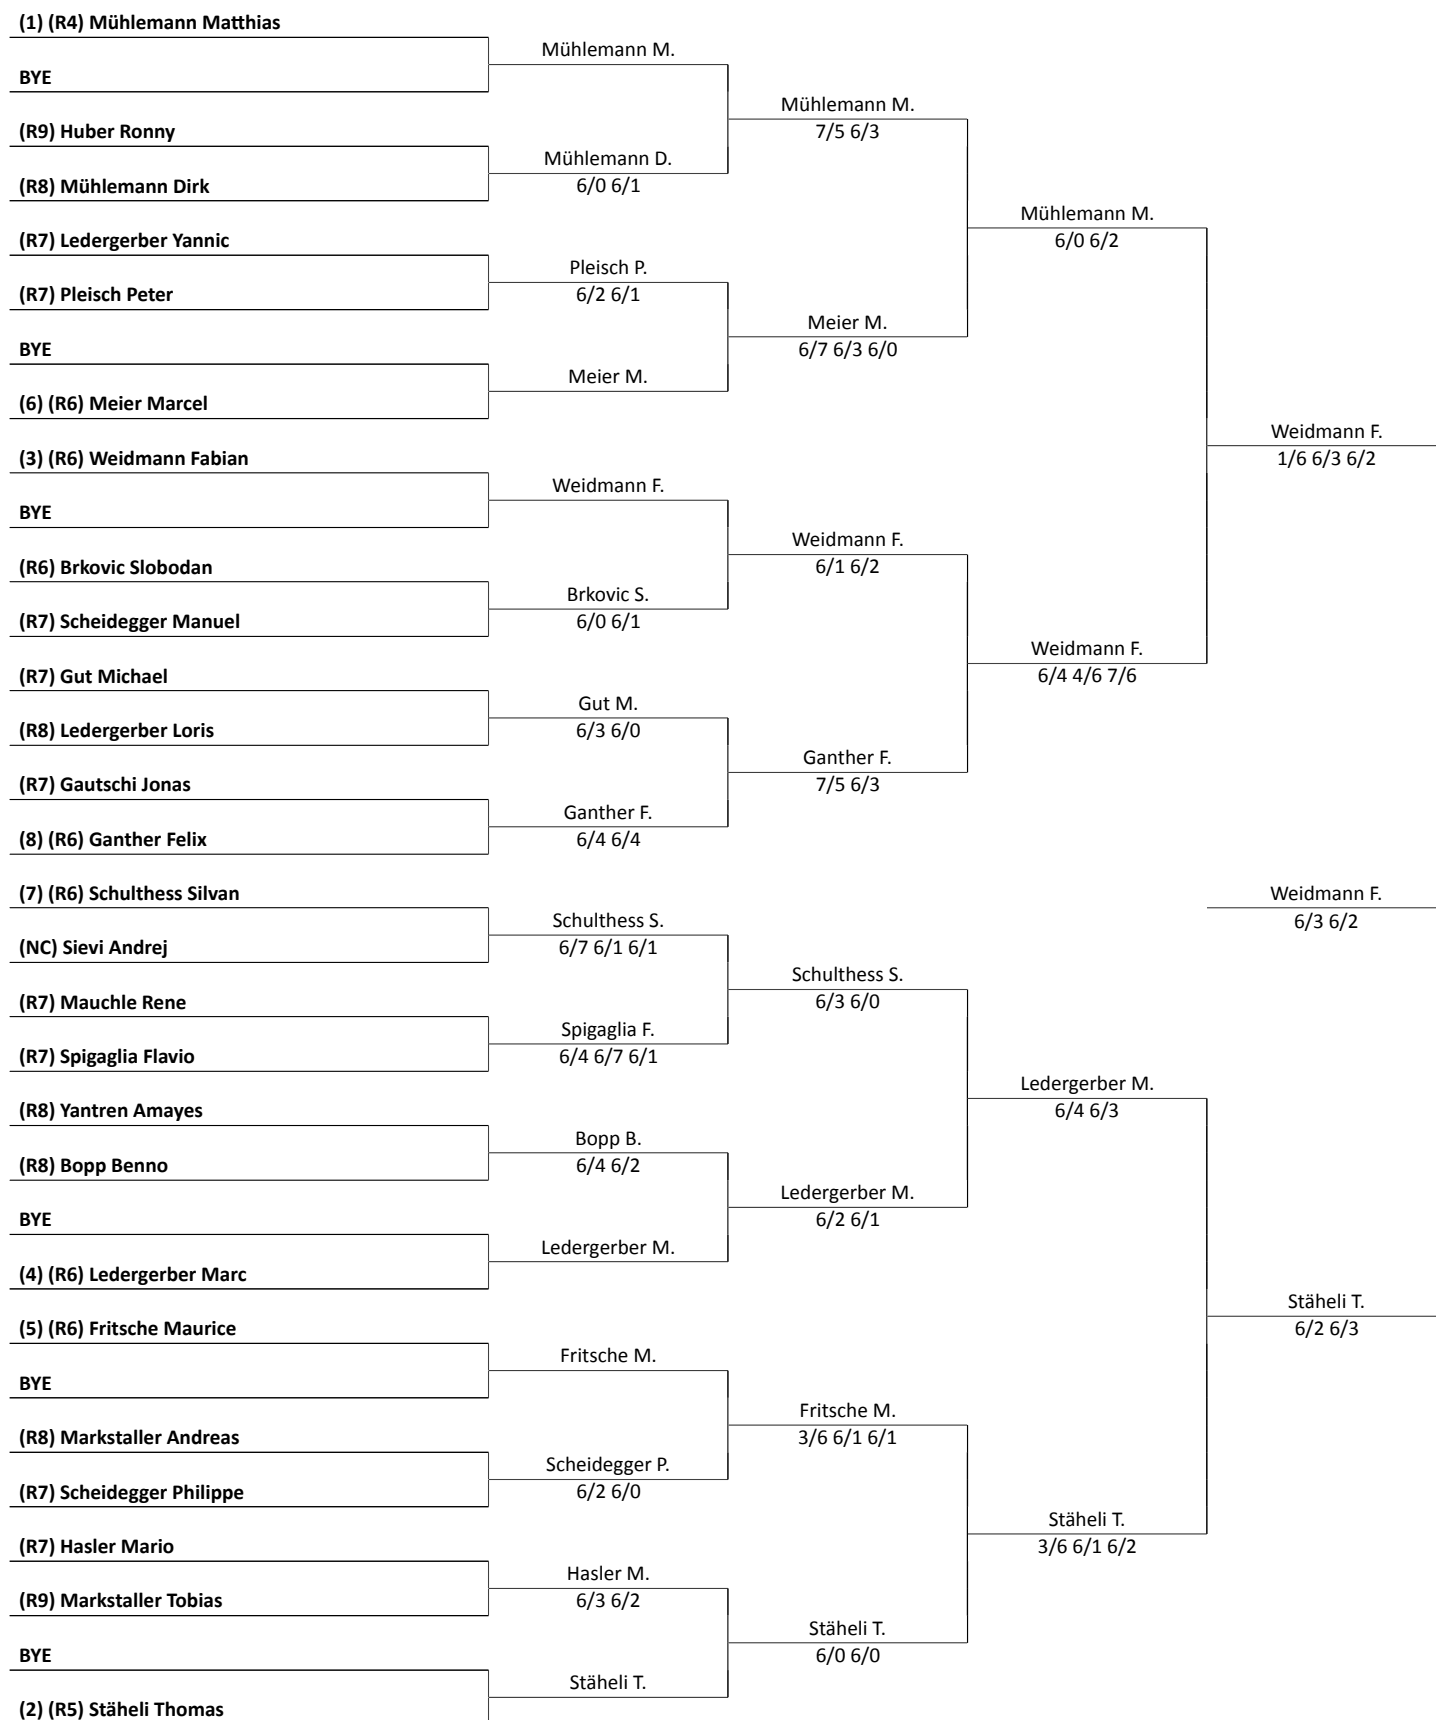 (1) (R4) Mühlemann Matthias
BYE
(R9) Huber Ronny
(R8) Mühlemann Dirk
(R7) Ledergerber Yannic
(R7) Pleisch Peter
BYE
(6) (R6) Meier Marcel
(3) (R6) Weidmann Fabian
BYE
(R6) Brkovic Slobodan
(R7) Scheidegger Manuel
(R7) Gut Michael
(R8) Ledergerber Loris
(R7) Gautschi Jonas
(8) (R6) Ganther Felix
(7) (R6) Schulthess Silvan
(NC) Sievi Andrej
(R7) Mauchle Rene
(R7) Spigaglia Flavio
(R8) Yantren Amayes
(R8) Bopp Benno
BYE
(4) (R6) Ledergerber Marc
(5) (R6) Fritsche Maurice
BYE
(R8) Markstaller Andreas
(R7) Scheidegger Philippe
(R7) Hasler Mario
(R9) Markstaller Tobias
BYE
(2) (R5) Stäheli Thomas
Mühlemann M.
Mühlemann D.
6/0 6/1
Pleisch P.
6/2 6/1
Meier M.
Weidmann F.
Brkovic S.
6/0 6/1
Gut M.
6/3 6/0
Ganther F.
6/4 6/4
Schulthess S.
6/7 6/1 6/1
Spigaglia F.
6/4 6/7 6/1
Bopp B.
6/4 6/2
Ledergerber M.
Fritsche M.
Scheidegger P.
6/2 6/0
Hasler M.
6/3 6/2
Stäheli T.
Mühlemann M.
7/5 6/3
Meier M.
6/7 6/3 6/0
Weidmann F.
6/1 6/2
Ganther F.
7/5 6/3
Schulthess S.
6/3 6/0
Ledergerber M.
6/2 6/1
Fritsche M.
3/6 6/1 6/1
Stäheli T.
6/0 6/0
Mühlemann M.
6/0 6/2
Weidmann F.
6/4 4/6 7/6
Ledergerber M.
6/4 6/3
Stäheli T.
3/6 6/1 6/2
Weidmann F.
1/6 6/3 6/2
Weidmann F.
6/3 6/2
Stäheli T.
6/2 6/3